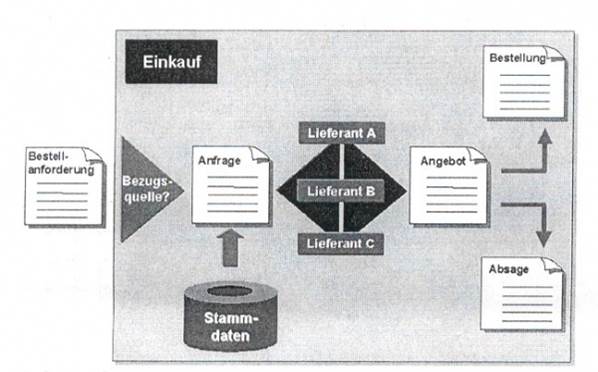 Einkauf
Bestellung
Bestell-
anforderung
Bezugs-
quelle?
Anfrage
Lieferant A
Lieferant B
Lieferant C
Angebot
Stamm-
daten
Absage